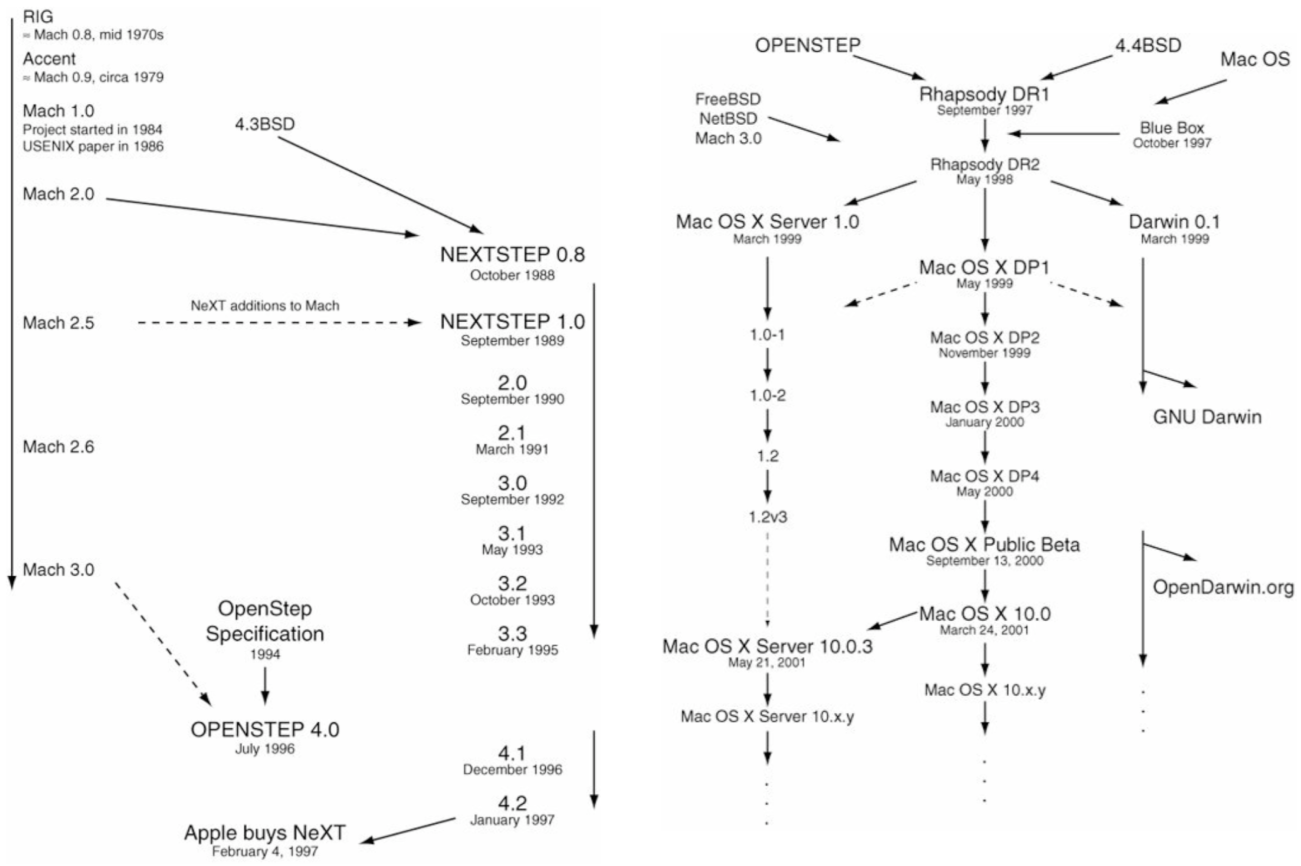 RIG
≈ Mach 0.8, mid 1970s
Accent
≈ Mach 0.9, circa 1979
Mach 1.0
Project started in 1984
USENIX paper in 1986
4.3BSD
Mach 2.0
NEXTSTEP 0.8
October 1988
NeXT additions to Mach
Mach 2.5
NEXTSTEP 1.0
September 1989
2.0
September 1990
2.1
March 1991
Mach 2.6
3.0
September 1992
3.1
May 1993
Mach 3.0
3.2
October 1993
OpenStep
Specification
1994
3.3
February 1995
OPENSTEP 4.0
July 1996
4.1
December 1996
4.2
January 1997
Apple buys NeXT
February 4, 1997
OPENSTEP
4.4BSD
Mac OS
Rhapsody DR1
September 1997
FreeBSD
NetBSD
Mach 3.0
Blue Box
October 1997
Rhapsody DR2
May 1998
Mac OS X Server 1.0
March 1999
Darwin 0.1
March 1999
Mac OS X DP1
May 1999
1.0-1
Mac OS X DP2
November 1999
1.0-2
Mac OS X DP3
January 2000
GNU Darwin
1.2
Mac OS X DP4
May 2000
1.2v3
Mac OS X Public Beta
September 13, 2000
OpenDarwin.org
Mac OS X 10.0
March 24, 2001
Mac OS X Server 10.0.3
May 21, 2001
Mac OS X 10.x.y
Mac OS X Server 10.x.y